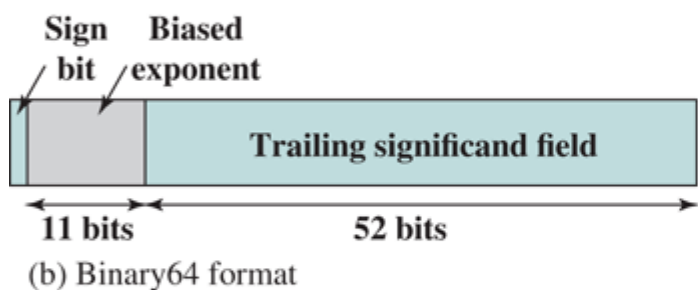 Sign Biased
bit exponent
Trailing significand field
11 bits 52 bits
(b) Binary64 format